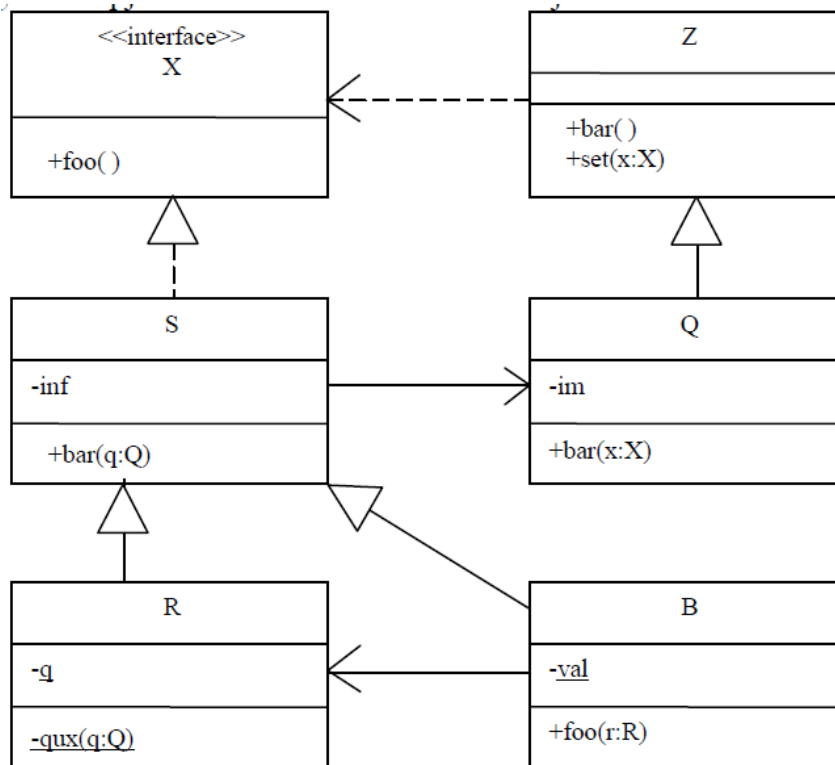 <<interface>>
X
+foo( )
Z
+bar( )
+set(x:X)
S
-inf
+bar(q:Q)
Q
-im
+bar(x:X)
R
-q
-qux(q:Q)
B
-val
+foo(r:R)